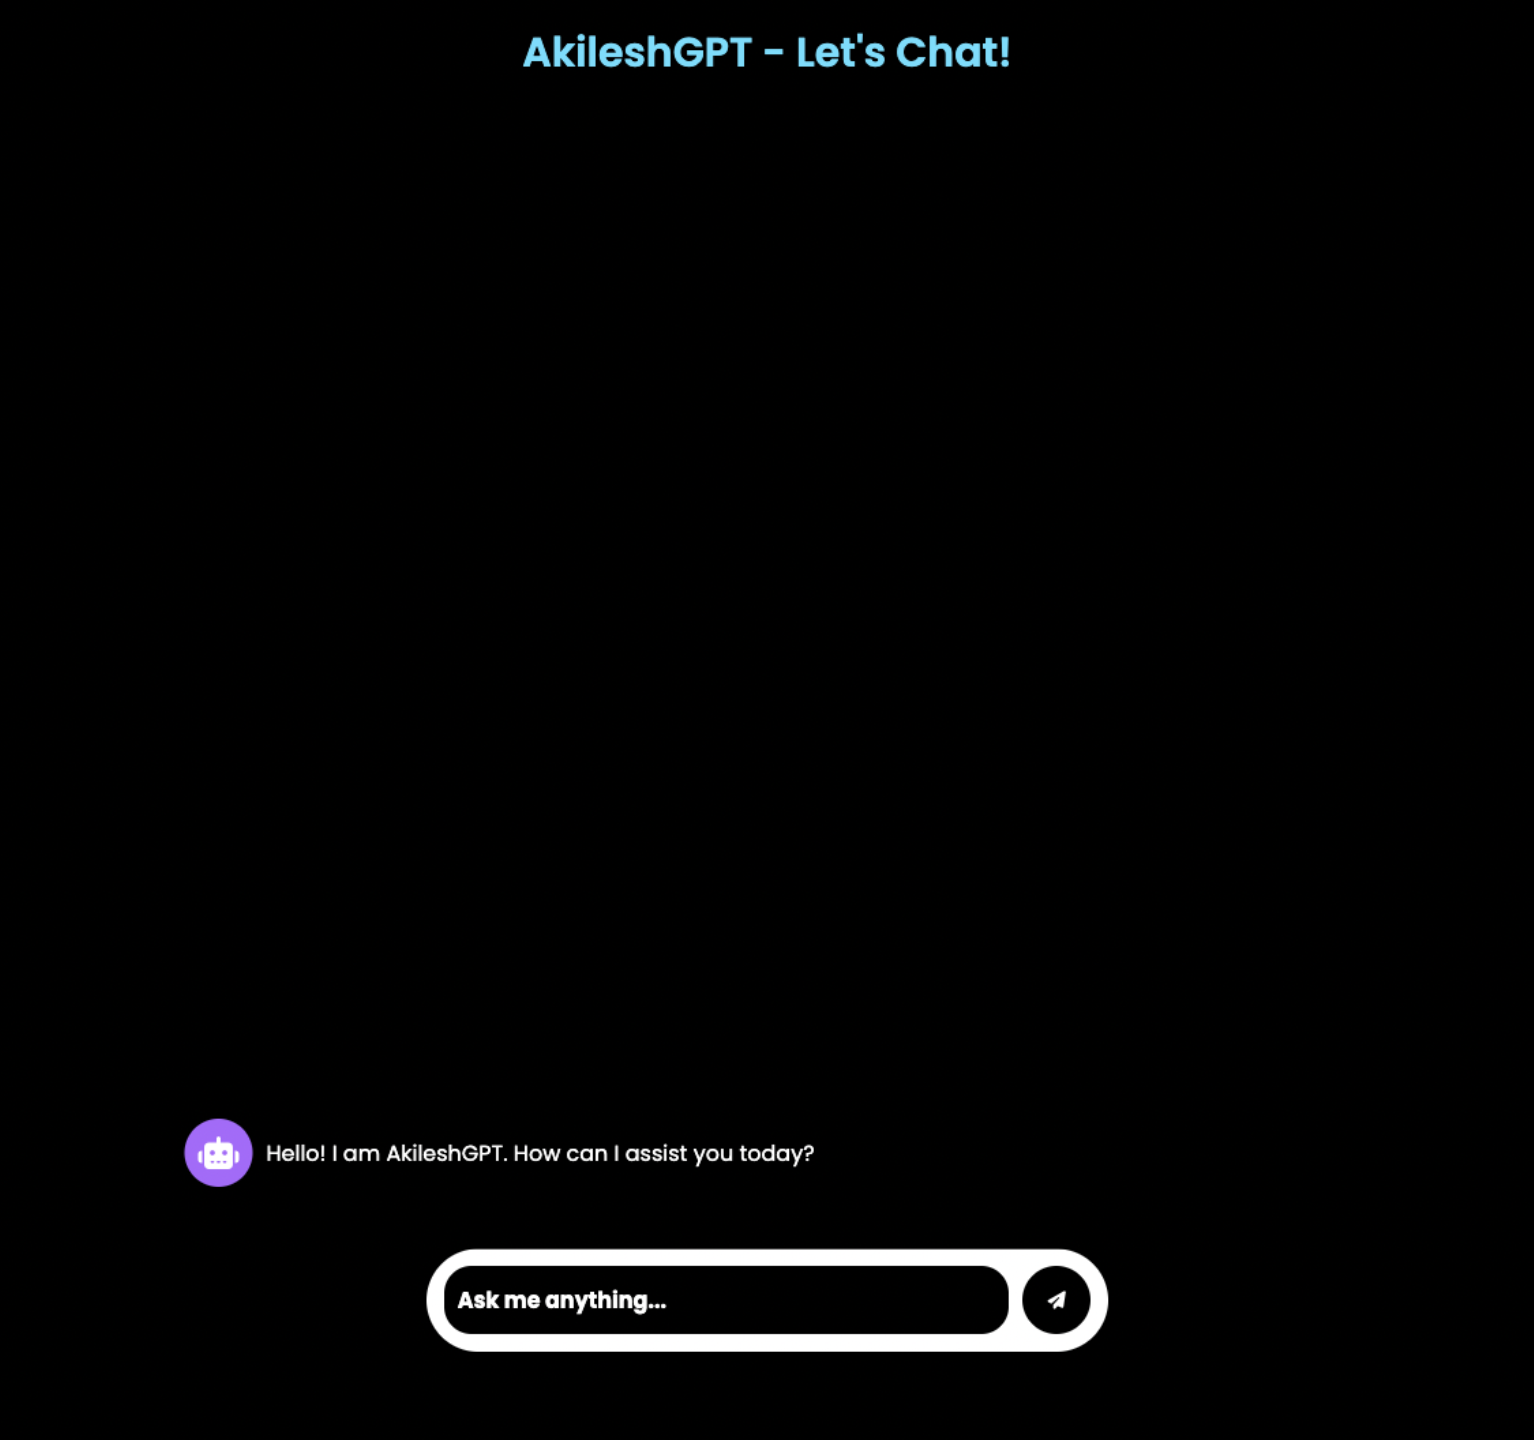 AkileshGPT - Let's Chat!
Hello! I am AkileshGPT. How can I assist you today?
Ask me anything...